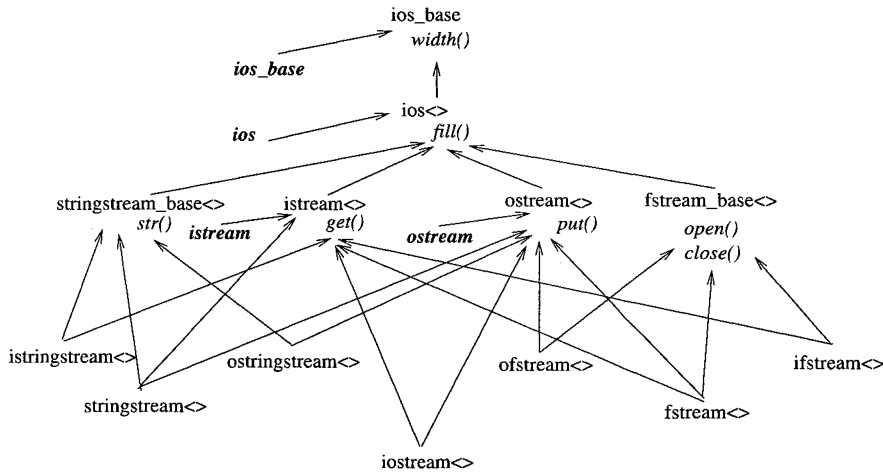 ios_base
width()
ios_base
ios<>
ios
fill()
stringstream_base<>
istream<>
ostream<>
fstream_base<>
str()
istream
get()
ostream
put()
open()
close()
istringstream<>
ostringstream<>
ofstream<>
ifstream<>
stringstream<>
fstream<>
iostream<>